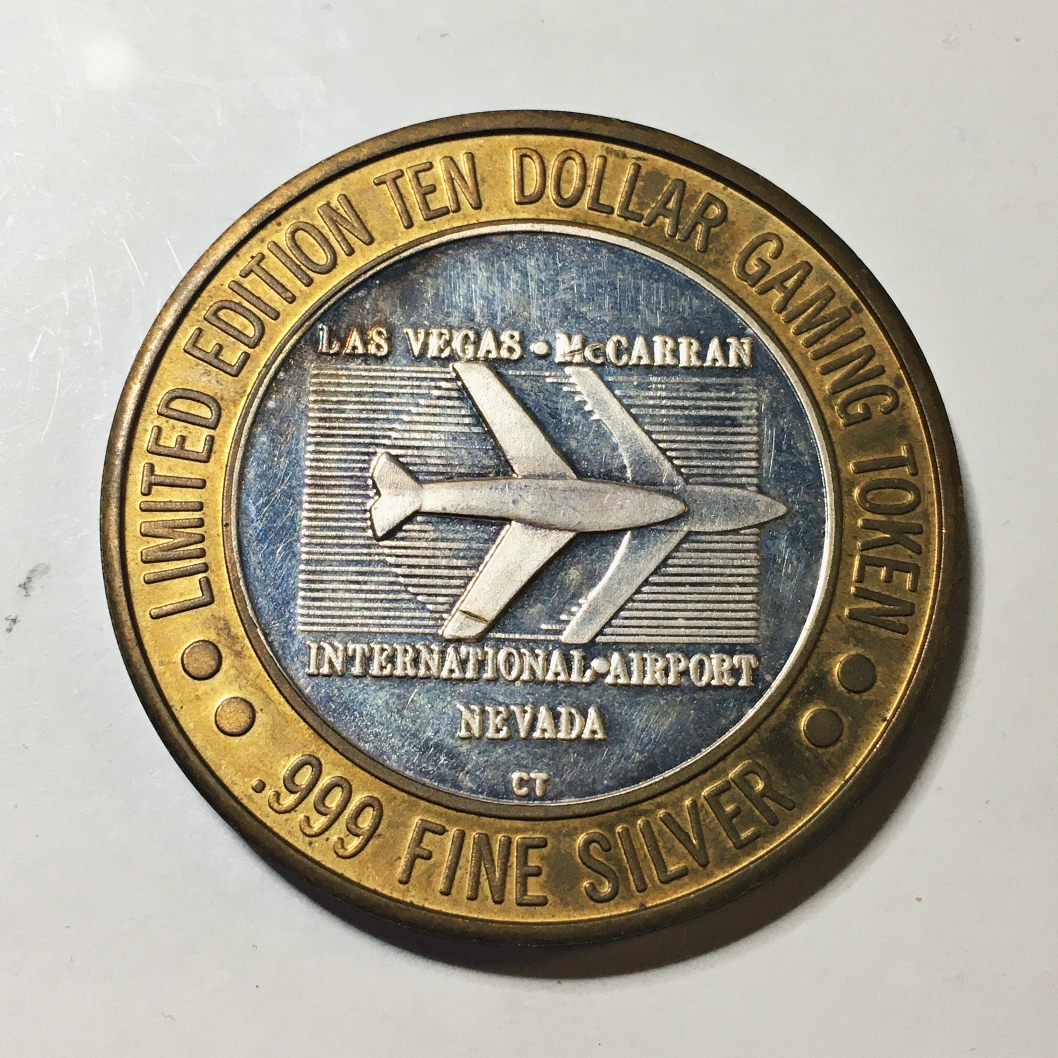 LIMITED EDITION TEN DOLLAR GAMING TOKEN
LAS VEGAS • McCARRAN
INTERNATIONAL•AIRPORT
NEVADA
CT
.999 FINE SILVER